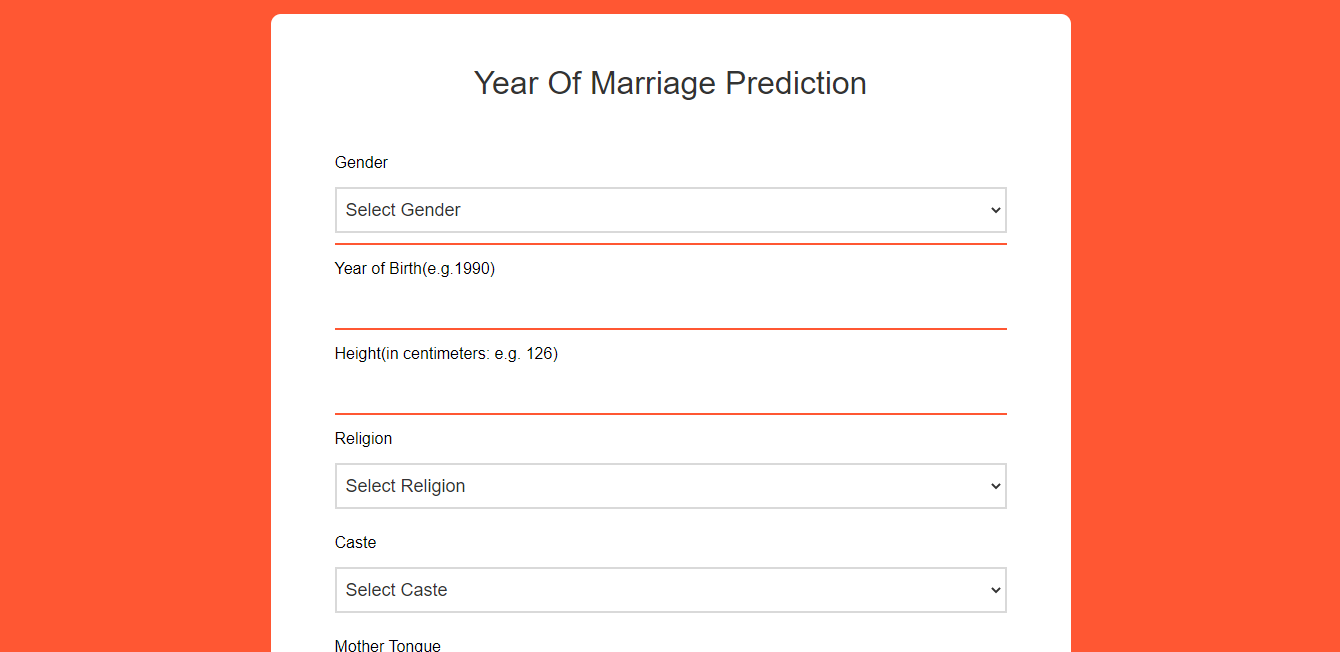 Year Of Marriage Prediction
Gender
Select Gender
Year of Birth(e.g.1990)
Height(in centimeters: e.g. 126)
Religion
Select Religion
Caste
Select Caste
Mother Tongue